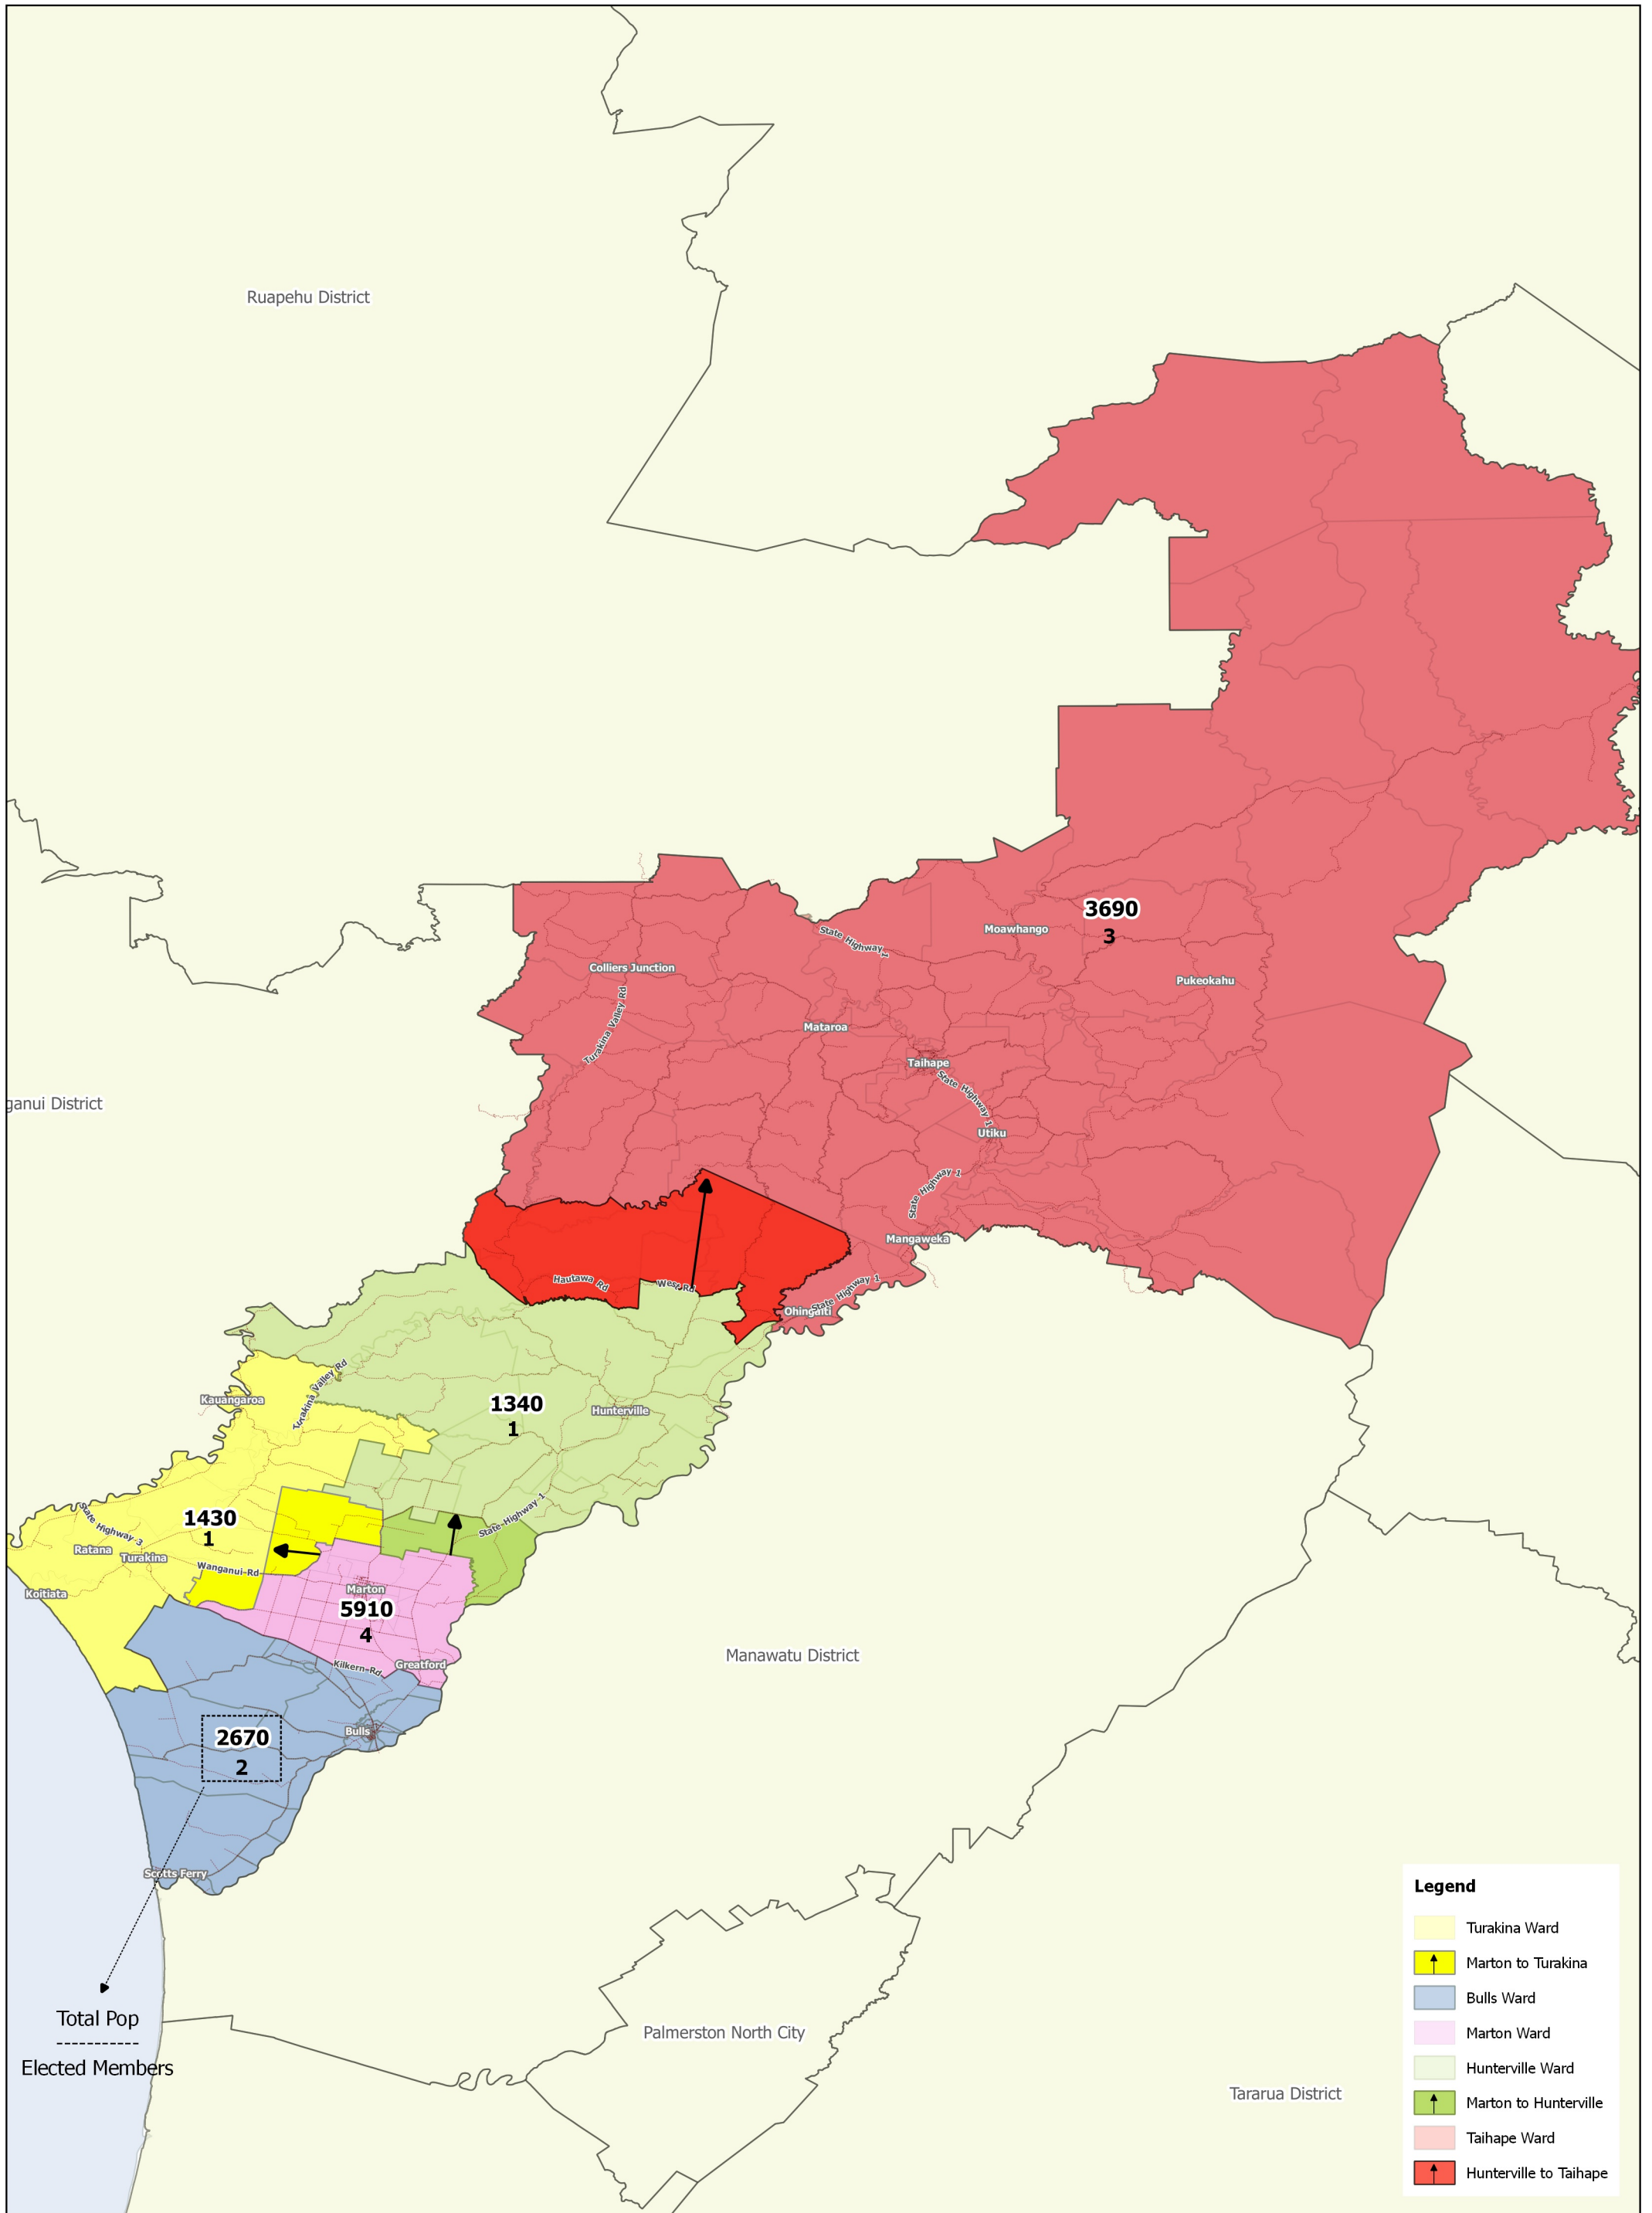 Ruapehu District
3690
3
Moawhango
State Highway 1
Colliers Junction
Pukeokahu
Turakina Valley Rd
Mataroa
Taihape
State Highway 1
ganui District
Utiku
State Highway 1
Mangaweka
Hautawa Rd
West Rd
State Highway 1
Ohingaiti
Turakina Valley Rd
Kauangaroa
1340
1
Hunterville
State Highway 3
1430
1
State Highway 1
Ratana
Turakina
Wanganui Rd
Koitiata
Marton
5910
4
Greatford
Kilkern Rd
Manawatu District
Bulls
2670
2
Scotts Ferry
Total Pop
Elected Members
Palmerston North City
Tararua District
Legend
Turakina Ward
Marton to Turakina
Bulls Ward
Marton Ward
Hunterville Ward
Marton to Hunterville
Taihape Ward
Hunterville to Taihape